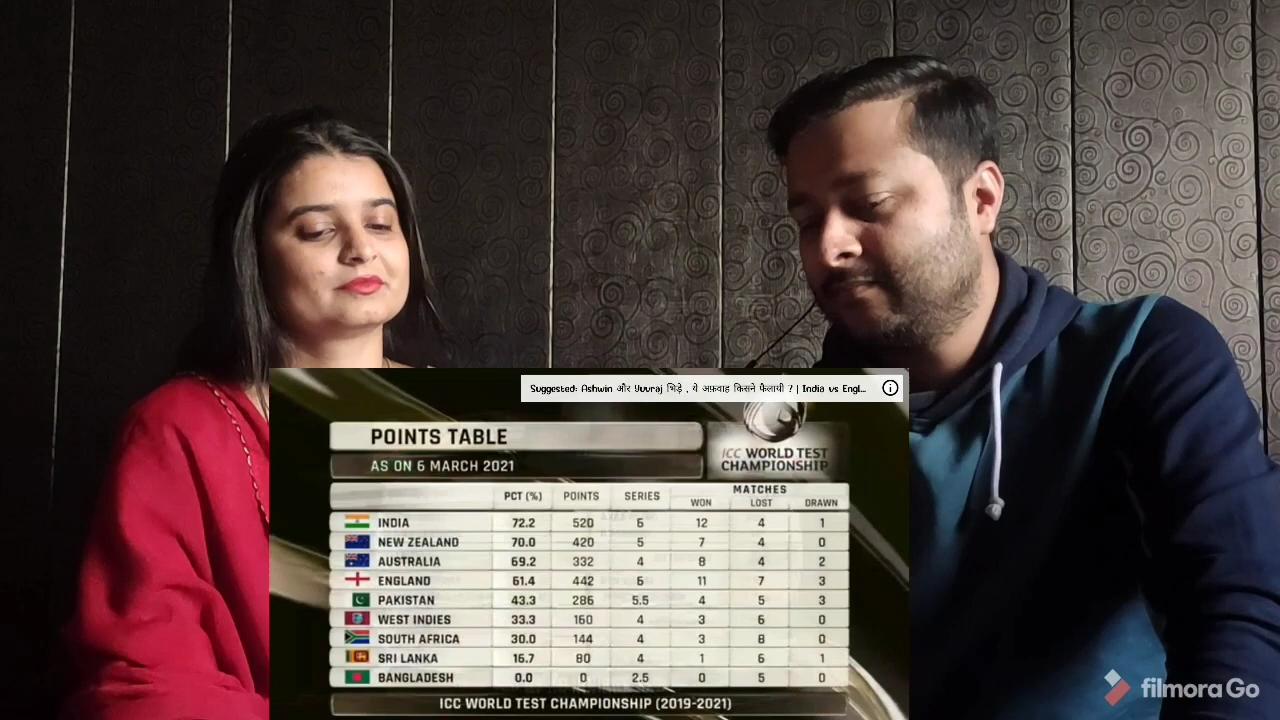 Suggested: Ashwin और Yuvraj भिड़े , ये अफ़वाह किसने फैलायी ? | India vs Engl...
POINTS TABLE
AS ON 6 MARCH 2021
ICC WORLD TEST
CHAMPIONSHIP
PCT (%) POINTS SERIES MATCHES
WON LOST DRAWN
INDIA 72.2 520 6 12 4 1
NEW ZEALAND 70.0 420 5 7 4 0
AUSTRALIA 69.2 332 4 8 4 2
ENGLAND 61.4 442 6 11 7 3
PAKISTAN 43.3 286 5.5 4 5 3
WEST INDIES 33.3 160 4 3 6 0
SOUTH AFRICA 30.0 144 4 3 8 0
SRI LANKA 16.7 80 4 1 6 1
BANGLADESH 0.0 0 2.5 0 5 0
ICC WORLD TEST CHAMPIONSHIP (2019-2021)
filmora Go